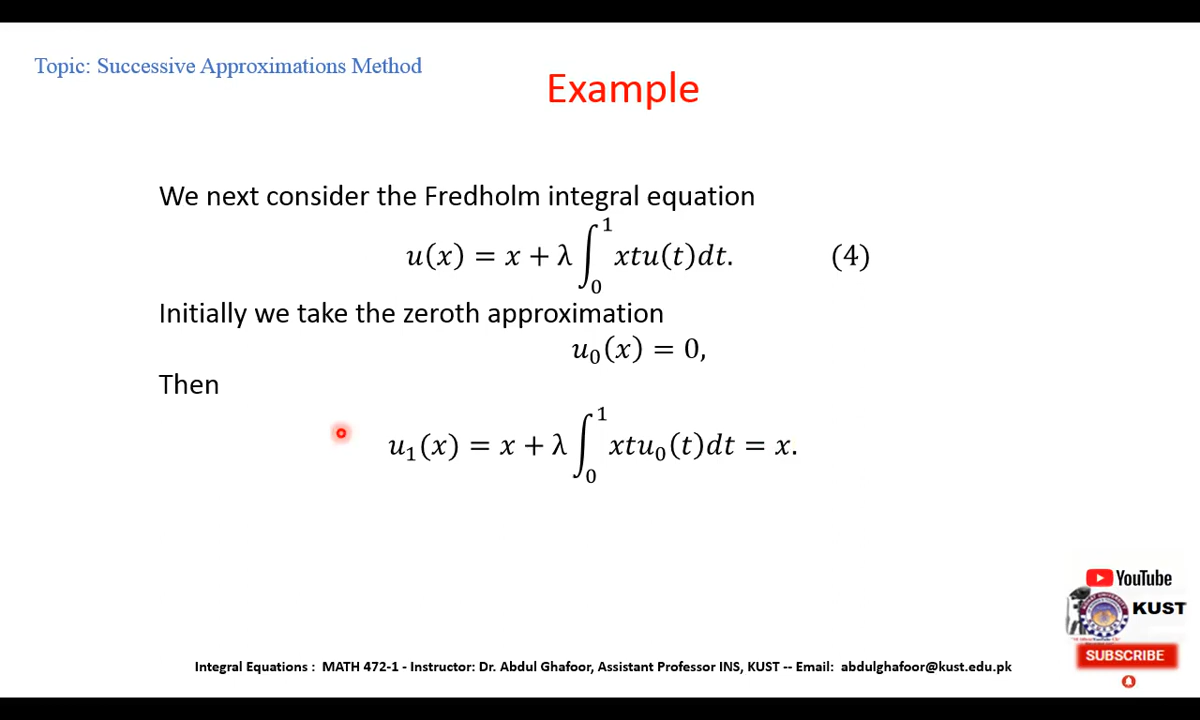 Topic: Successive Approximations Method
Example
We next consider the Fredholm integral equation
u(x) = x + λ∫₀¹ xtu(t)dt. (4)
Initially we take the zeroth approximation
u₀(x) = 0,
Then
u₁(x) = x + λ∫₀¹ xtu₀(t)dt = x.
YouTube
KUST
SUBSCRIBE
Integral Equations : MATH 472-1 - Instructor: Dr. Abdul Ghafoor, Assistant Professor INS, KUST -- Email: abdulghafoor@kust.edu.pk